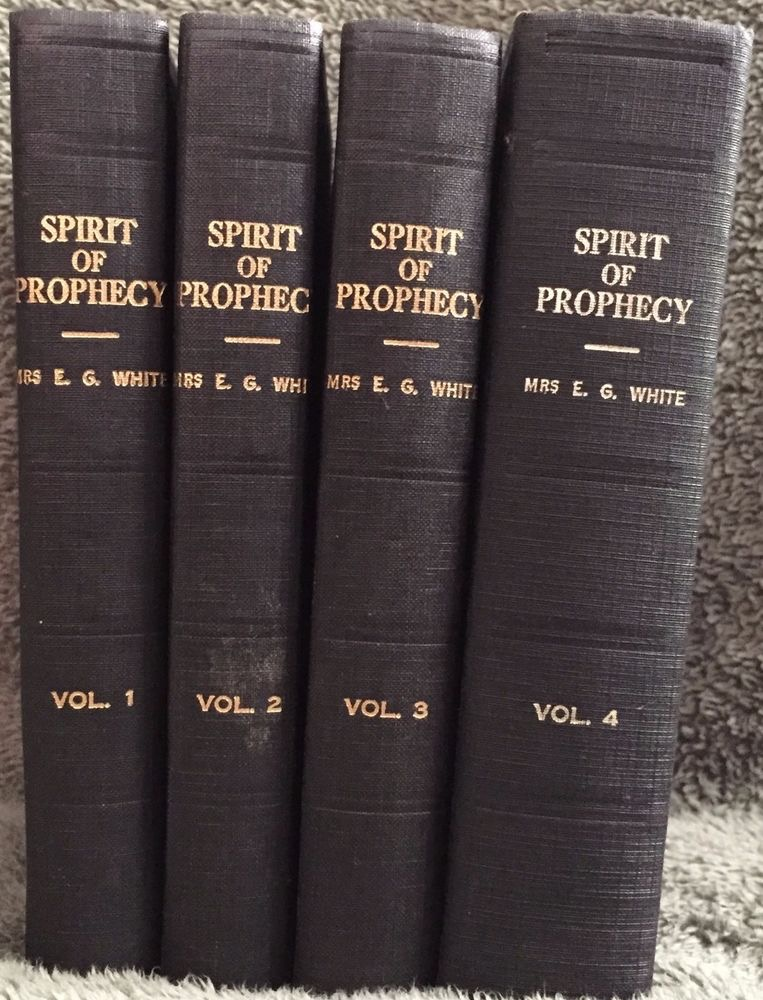 SPIRIT
OF
PROPHECY
MRS E. G. WHITE
VOL. 1
SPIRIT
OF
PROPHEC
MRS E. G. WHI
VOL. 2
SPIRIT
OF
PROPHECY
MRS E. G. WHIT
VOL. 3
SPIRIT
OF
PROPHECY
MRS E. G. WHITE
VOL. 4